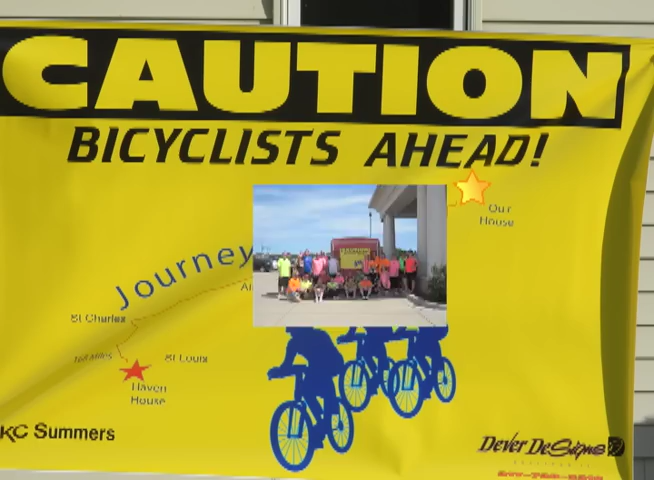 CAUTION
BICYCLISTS AHEAD!
Our
House
Journey
St Charles
St Louis
Haven
House
KC Summers
Dever DeSigns